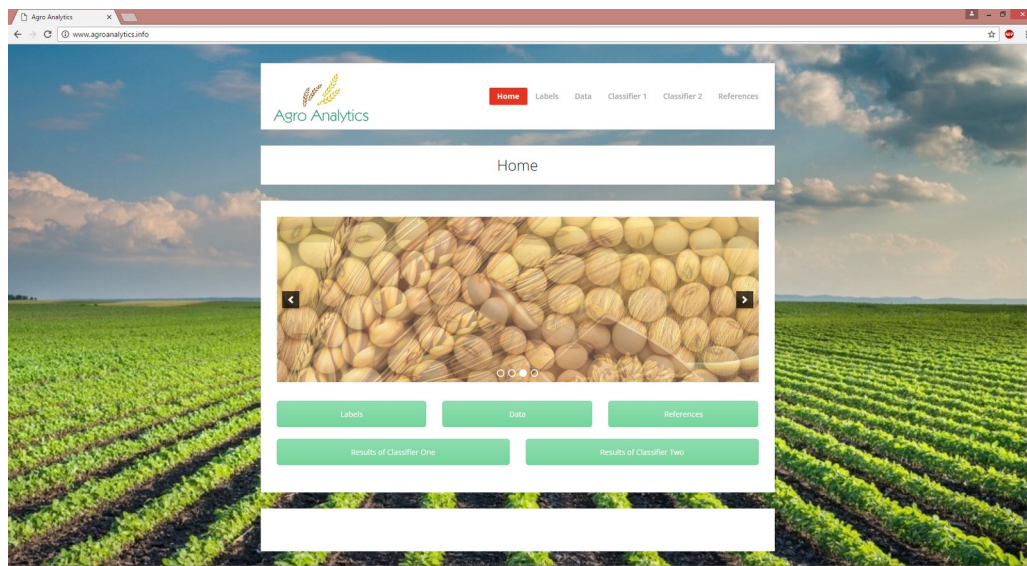 Agro Analytics
www.agroanalytics.info
Agro Analytics
Home Labels Data Classifier 1 Classifier 2 References
Home
Labels Data References
Results of Classifier One Results of Classifier Two